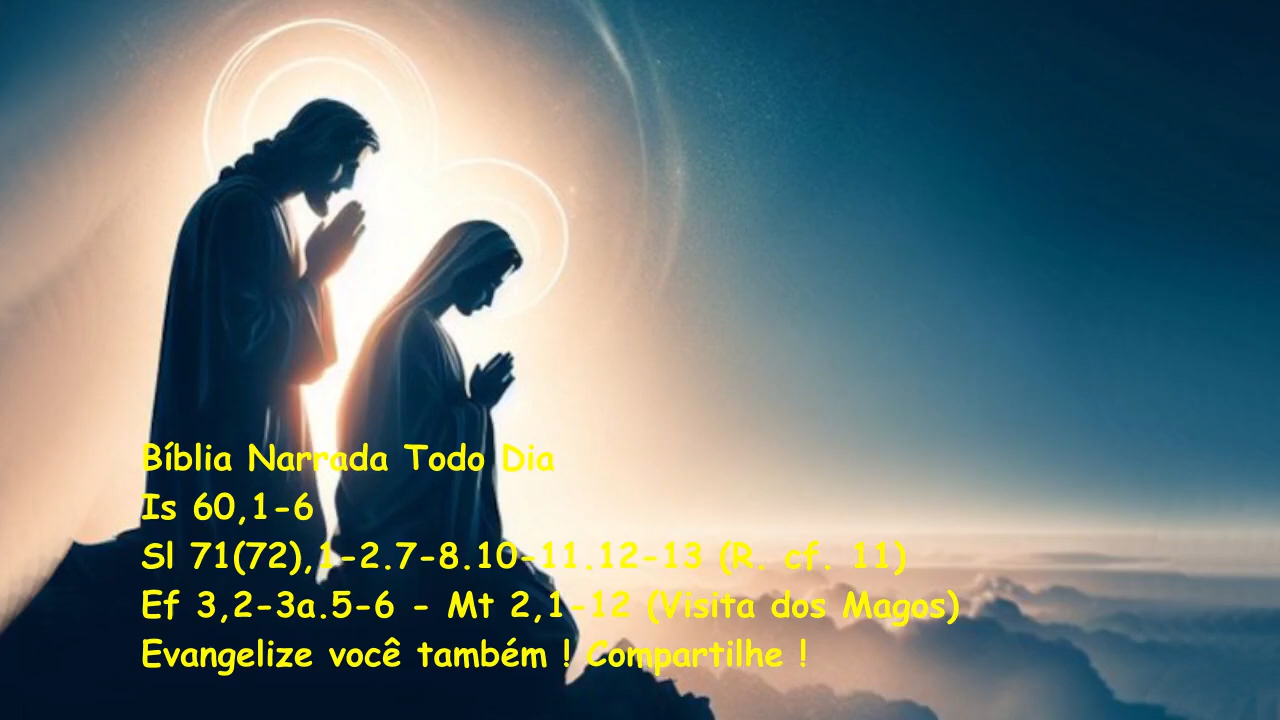 Bíblia Narrada Todo Dia
Is 60,1-6
Sl 71(72),1-2.7-8.10-11.12-13 (R. cf. 11)
Ef 3,2-3a.5-6 - Mt 2,1-12 (Visita dos Magos)
Evangelize você também ! Compartilhe !